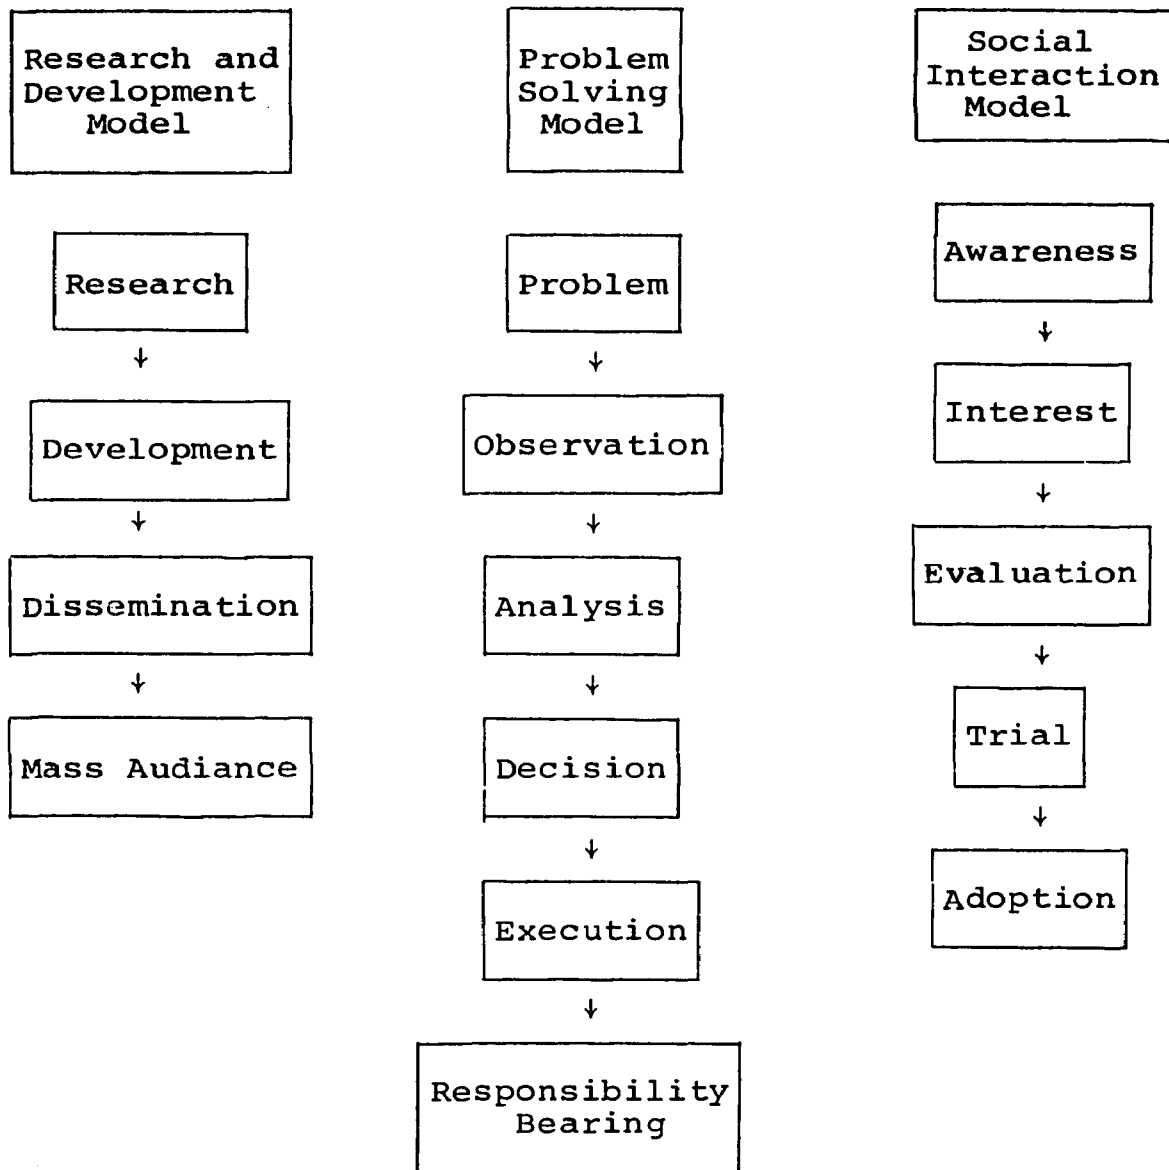 Research and
Development
Model
Research
Development
Dissemination
Mass Audiance
Problem
Solving
Model
Problem
Observation
Analysis
Decision
Execution
Responsibility
Bearing
Social
Interaction
Model
Awareness
Interest
Evaluation
Trial
Adoption